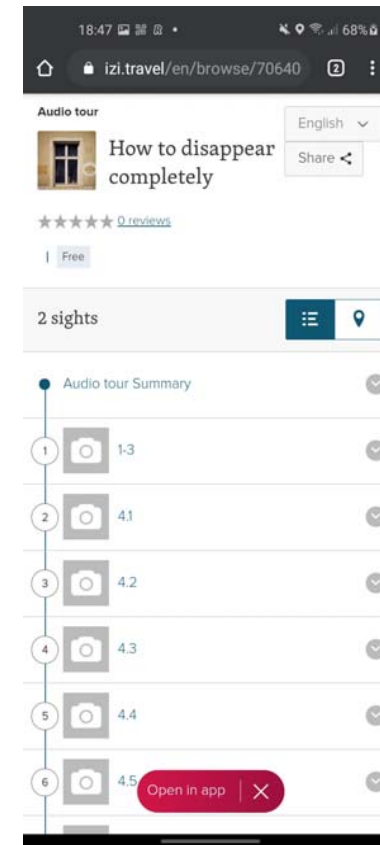 18:47 68%
izi.travel/en/browse/70640 2
Audio tour
English
How to disappear
completely
Share
0 reviews
Free
2 sights
Audio tour Summary
1 1-3
2 4.1
3 4.2
4 4.3
5 4.4
6 4.5
Open in app